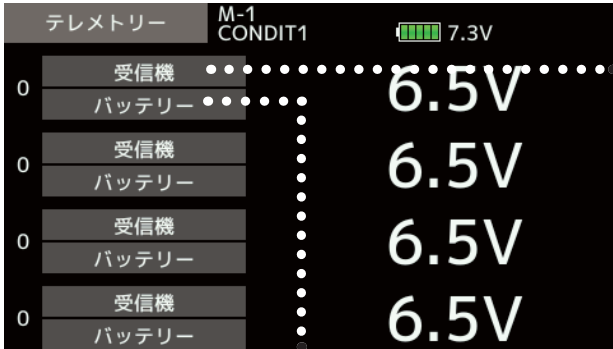 テレメトリー
M-1
CONDIT1
7.3V
0
受信機
バッテリー
6.5V
0
受信機
バッテリー
6.5V
0
受信機
バッテリー
6.5V
0
受信機
バッテリー
6.5V